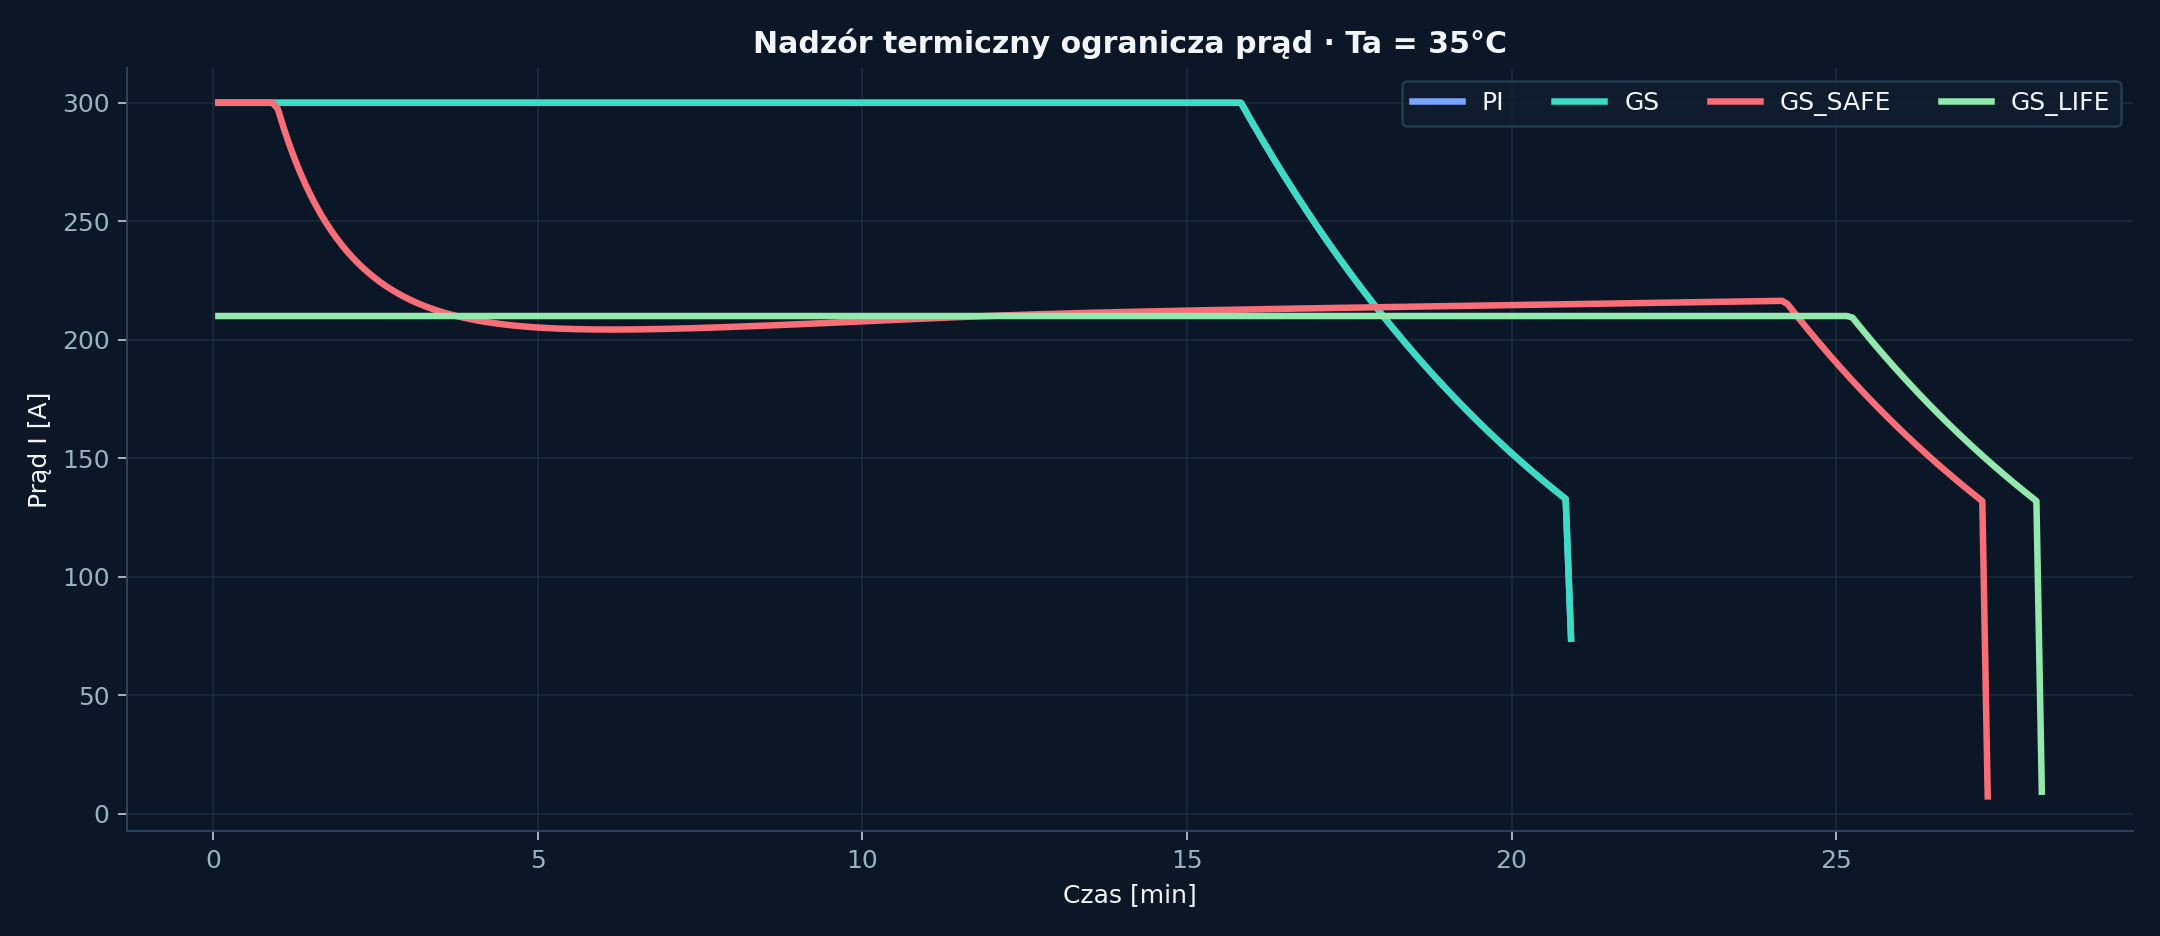 Nadzór termiczny ogranicza prąd · Ta = 35°C
PI GS GS_SAFE GS_LIFE
Prąd I [A]
300
250
200
150
100
50
0
0 5 10 15 20 25
Czas [min]